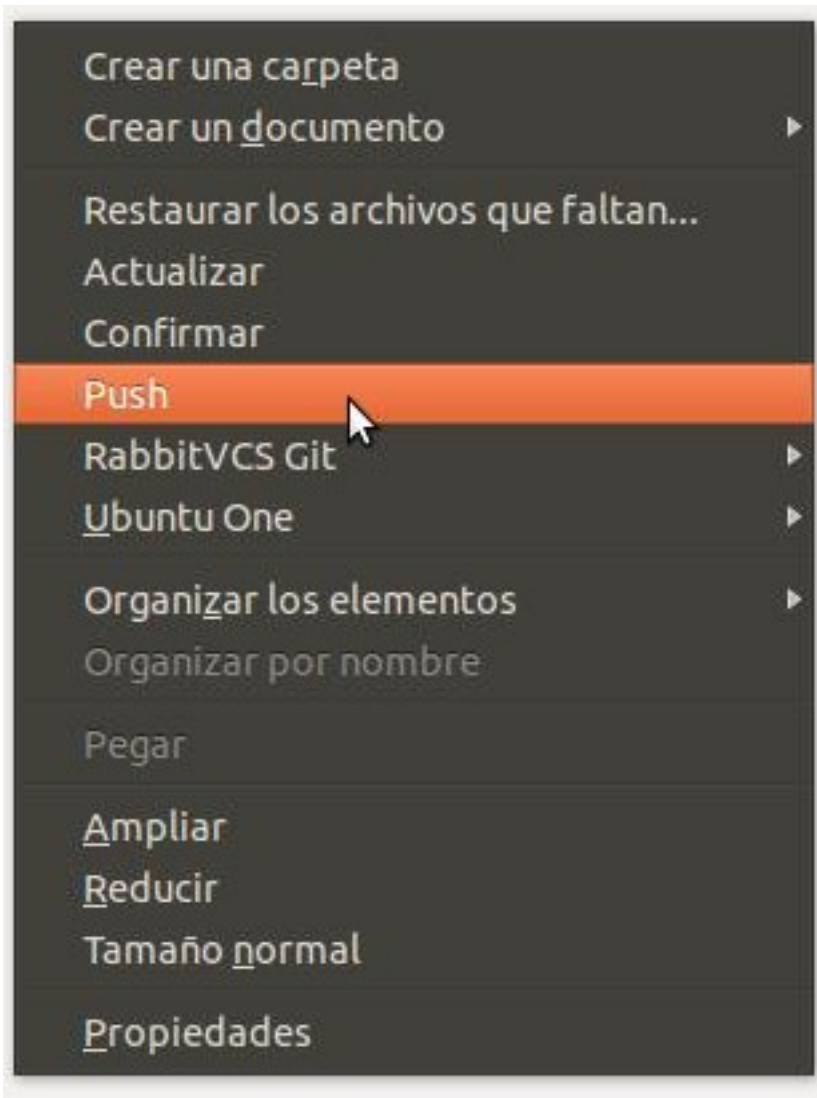 Crear una carpeta
Crear un documento
Restaurar los archivos que faltan...
Actualizar
Confirmar
Push
RabbitVCS Git
Ubuntu One
Organizar los elementos
Organizar por nombre
Pegar
Ampliar
Reducir
Tamaño normal
Propiedades